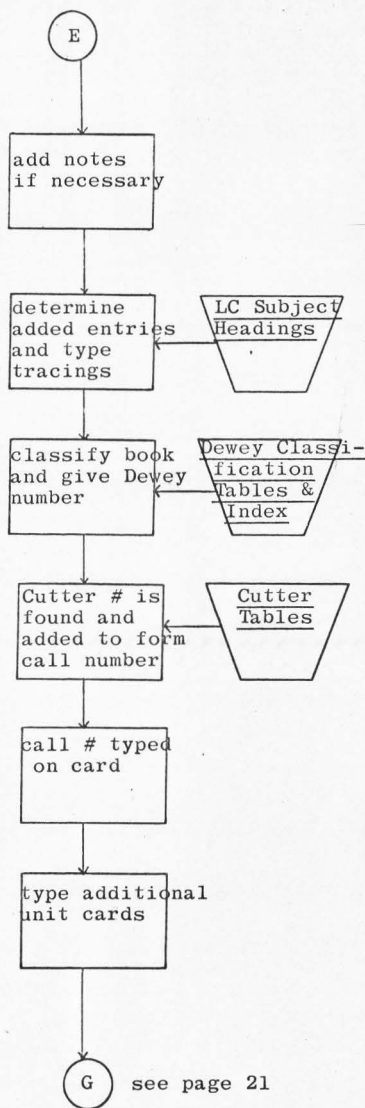 E
add notes
if necessary
determine
added entries
and type
tracings
LC Subject
Headings
classify book
and give Dewey
number
Dewey Classi-
fication
Tables &
Index
Cutter # is
found and
added to form
call number
Cutter
Tables
call # typed
on card
type additional
unit cards
G see page 21